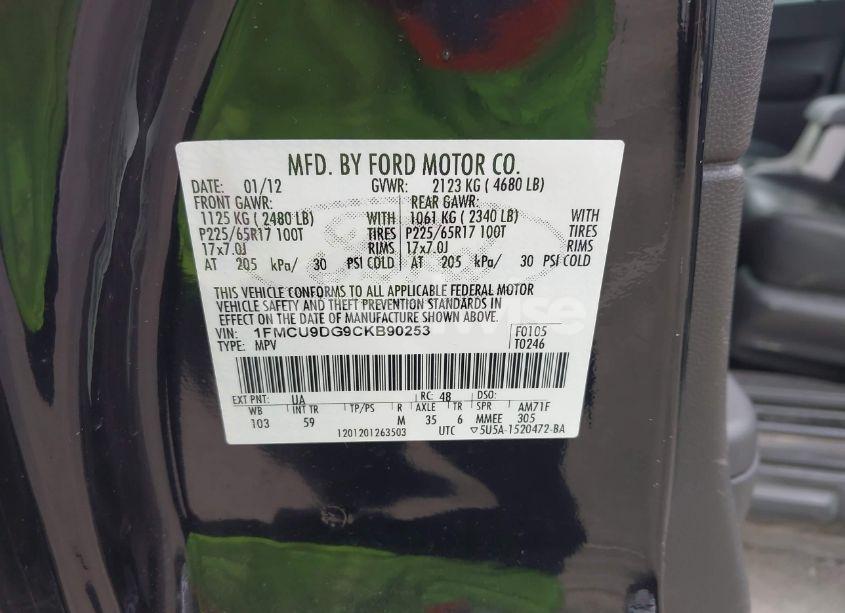 MFD. BY FORD MOTOR CO.
DATE: 01/12 GVWR: 2123 KG ( 4680 LB)
FRONT GAWR: REAR GAWR:
1125 KG ( 2480 LB) WITH 1061 KG ( 2340 LB) WITH
P225/65R17 100T TIRES P225/65R17 100T TIRES
17x7.0J RIMS 17x7.0J RIMS
AT 205 kPa/ 30 PSI COLD AT 205 kPa/ 30 PSI COLD
THIS VEHICLE CONFORMS TO ALL APPLICABLE FEDERAL MOTOR
VEHICLE SAFETY AND THEFT PREVENTION STANDARDS IN
EFFECT ON THE DATE OF MANUFACTURE SHOWN ABOVE.
VIN: 1FMCU9DG9CKB90253 F0105
TYPE: MPV T0246
EXT PNT: UA RC: 48 DSO:
WB INT TR TP/PS R AXLE TR SPR AM71F
103 59 M 35 6 MMEE 305
1201201263503 UTC ▽5U5A-1520472-BA